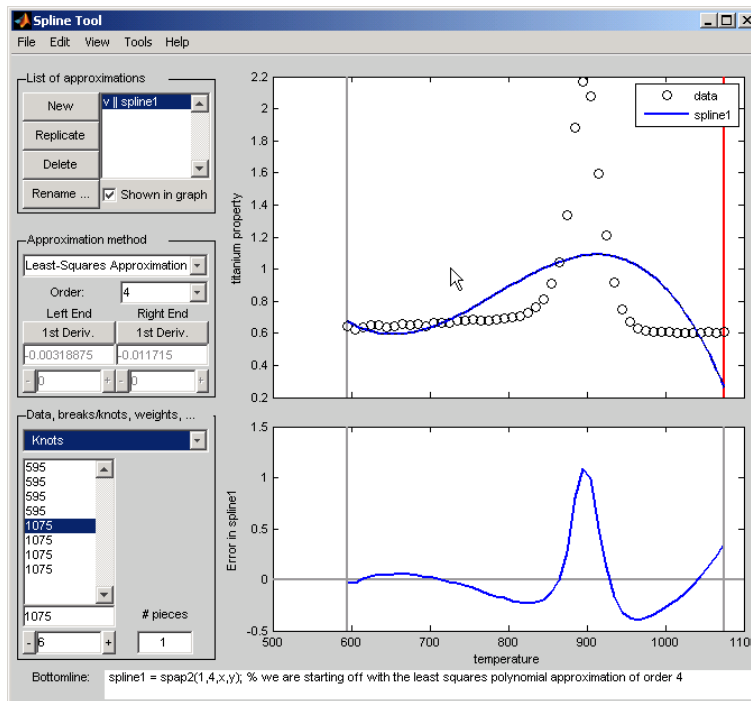 Spline Tool
File Edit View Tools Help
List of approximations
New
Replicate
Delete
Rename ...
v || spline1
Shown in graph
Approximation method
Least-Squares Approximation
Order: 4
Left End Right End
1st Deriv. 1st Deriv.
-0.00318875 -0.011715
- 0 + - 0 +
Data, breaks/knots, weights, ...
Knots
595
595
595
595
1075
1075
1075
1075
1075
# pieces
- 6 + 1
2.2
2
1.8
1.6
1.4
1.2
1
0.8
0.6
0.4
0.2
titanium property
data
spline1
1
0.5
0
-0.5
Error in spline1
500 600 700 800 900 1000 1100
temperature
Bottomline: spline1 = spap2(1,4,x,y); % we are starting off with the least squares polynomial approximation of order 4